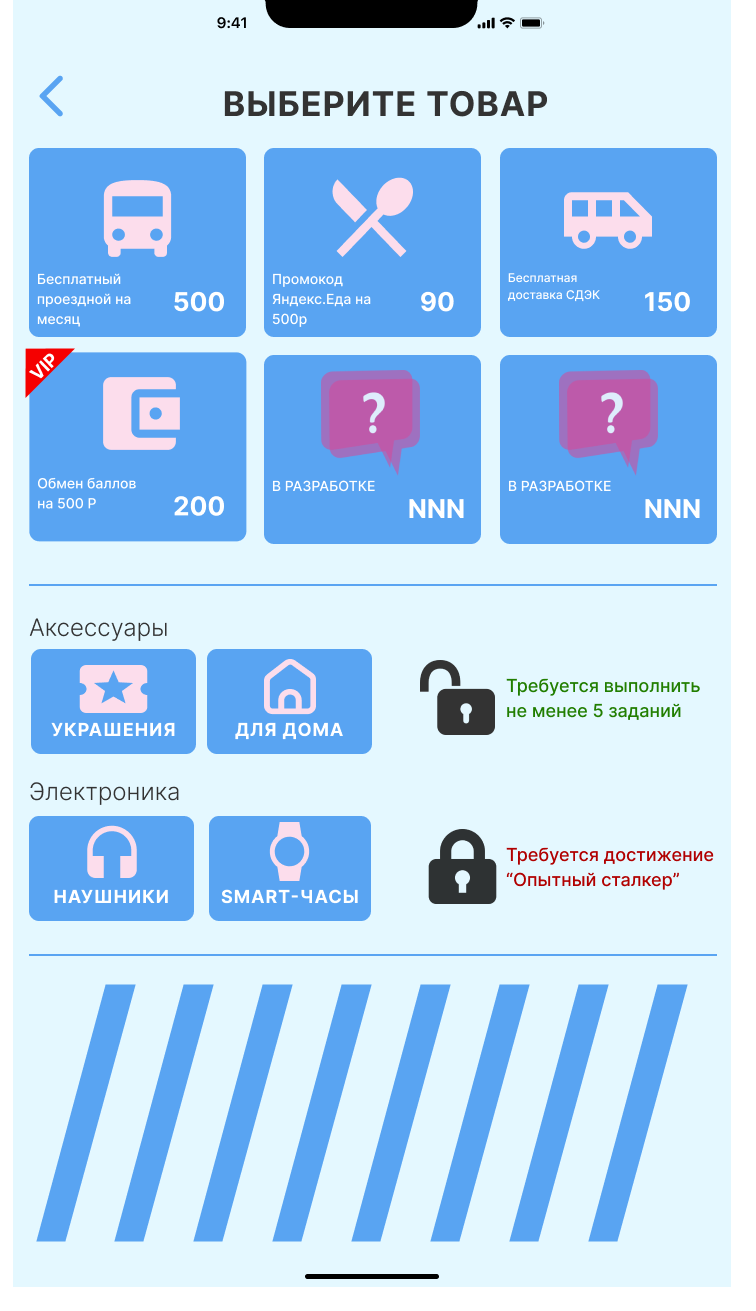 9:41
ВЫБЕРИТЕ ТОВАР
Бесплатный
проездной на
месяц
500
Промокод
Яндекс.Еда на
500р
90
Бесплатная
доставка СДЭК
150
VIP
Обмен баллов
на 500 Р
200
?
В РАЗРАБОТКЕ
NNN
?
В РАЗРАБОТКЕ
NNN
Аксессуары
УКРАШЕНИЯ
ДЛЯ ДОМА
Требуется выполнить
не менее 5 заданий
Электроника
НАУШНИКИ
SMART-ЧАСЫ
Требуется достижение
“Опытный сталкер”